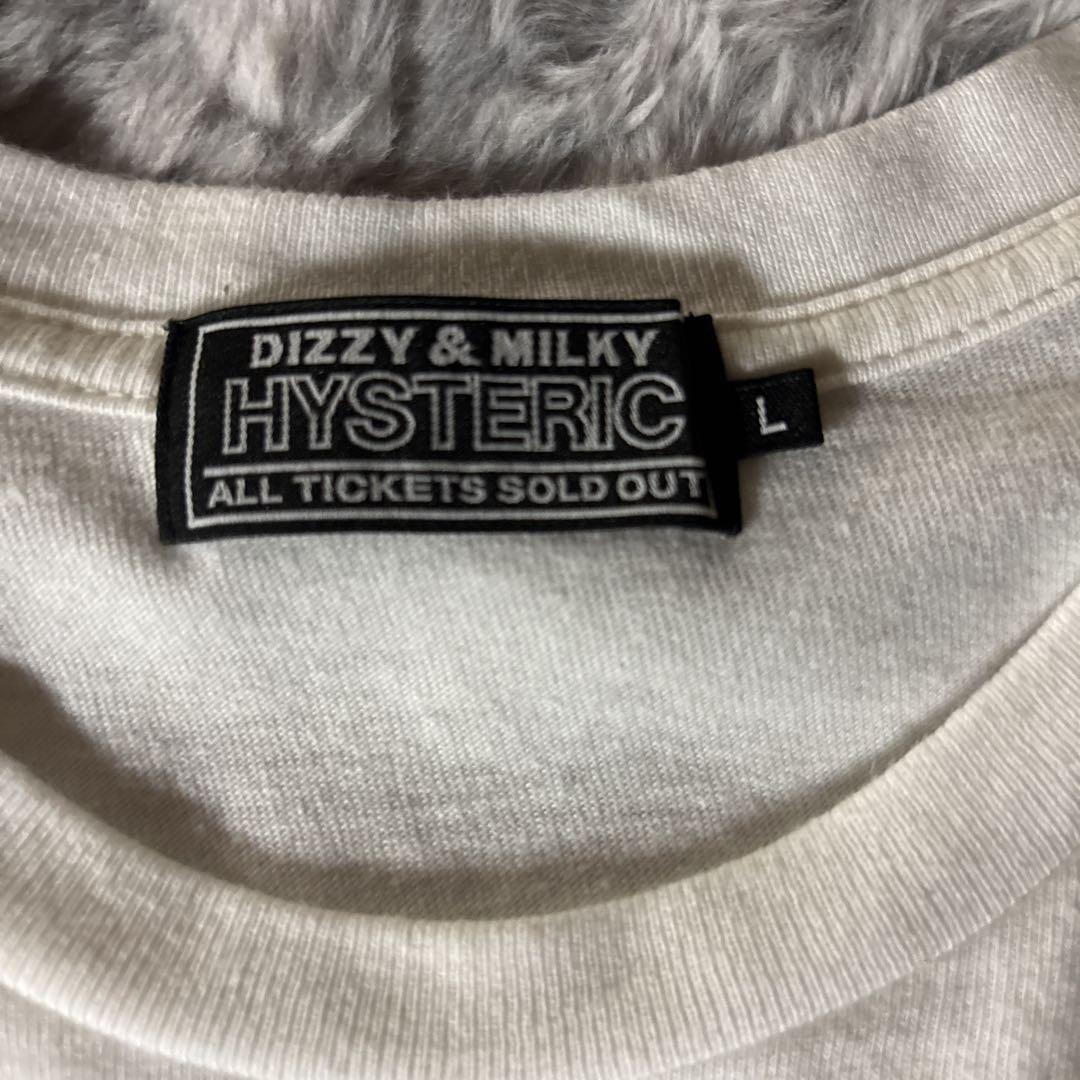 DIZZY & MILKY
HYSTERIC
ALL TICKETS SOLD OUT
L